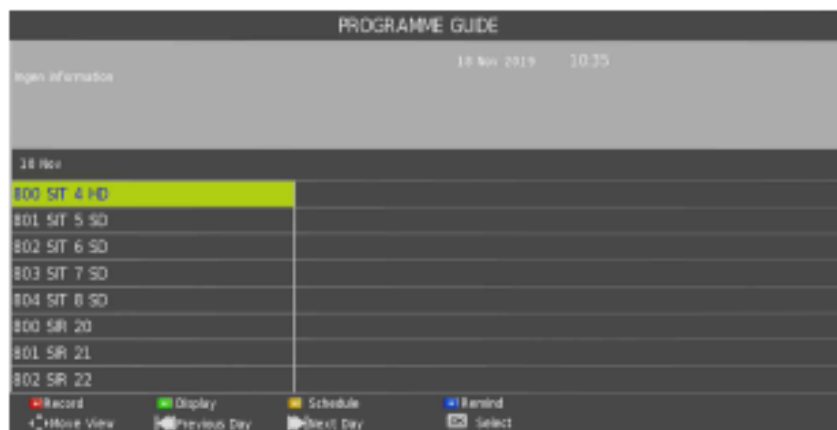 PROGRAMME GUIDE
18 Nov 2019 10:35
Ingen information
18 Nov
800 SIT 4 HD
801 SIT 5 SD
802 SIT 6 SD
803 SIT 7 SD
804 SIT 8 SD
800 SIR 20
801 SIR 21
802 SIR 22
Record Display Schedule Remind
Move View Previous Day Next Day OK Select